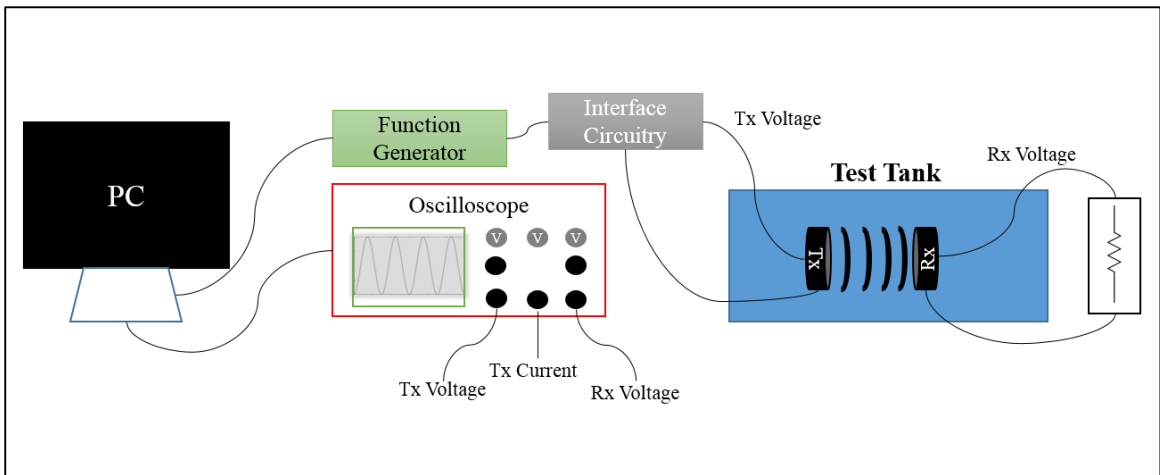 PC
Function
Generator
Interface
Circuitry
Tx Voltage
Rx Voltage
Test Tank
Oscilloscope
V V V
Tx
Rx
Tx Voltage
Tx Current
Rx Voltage